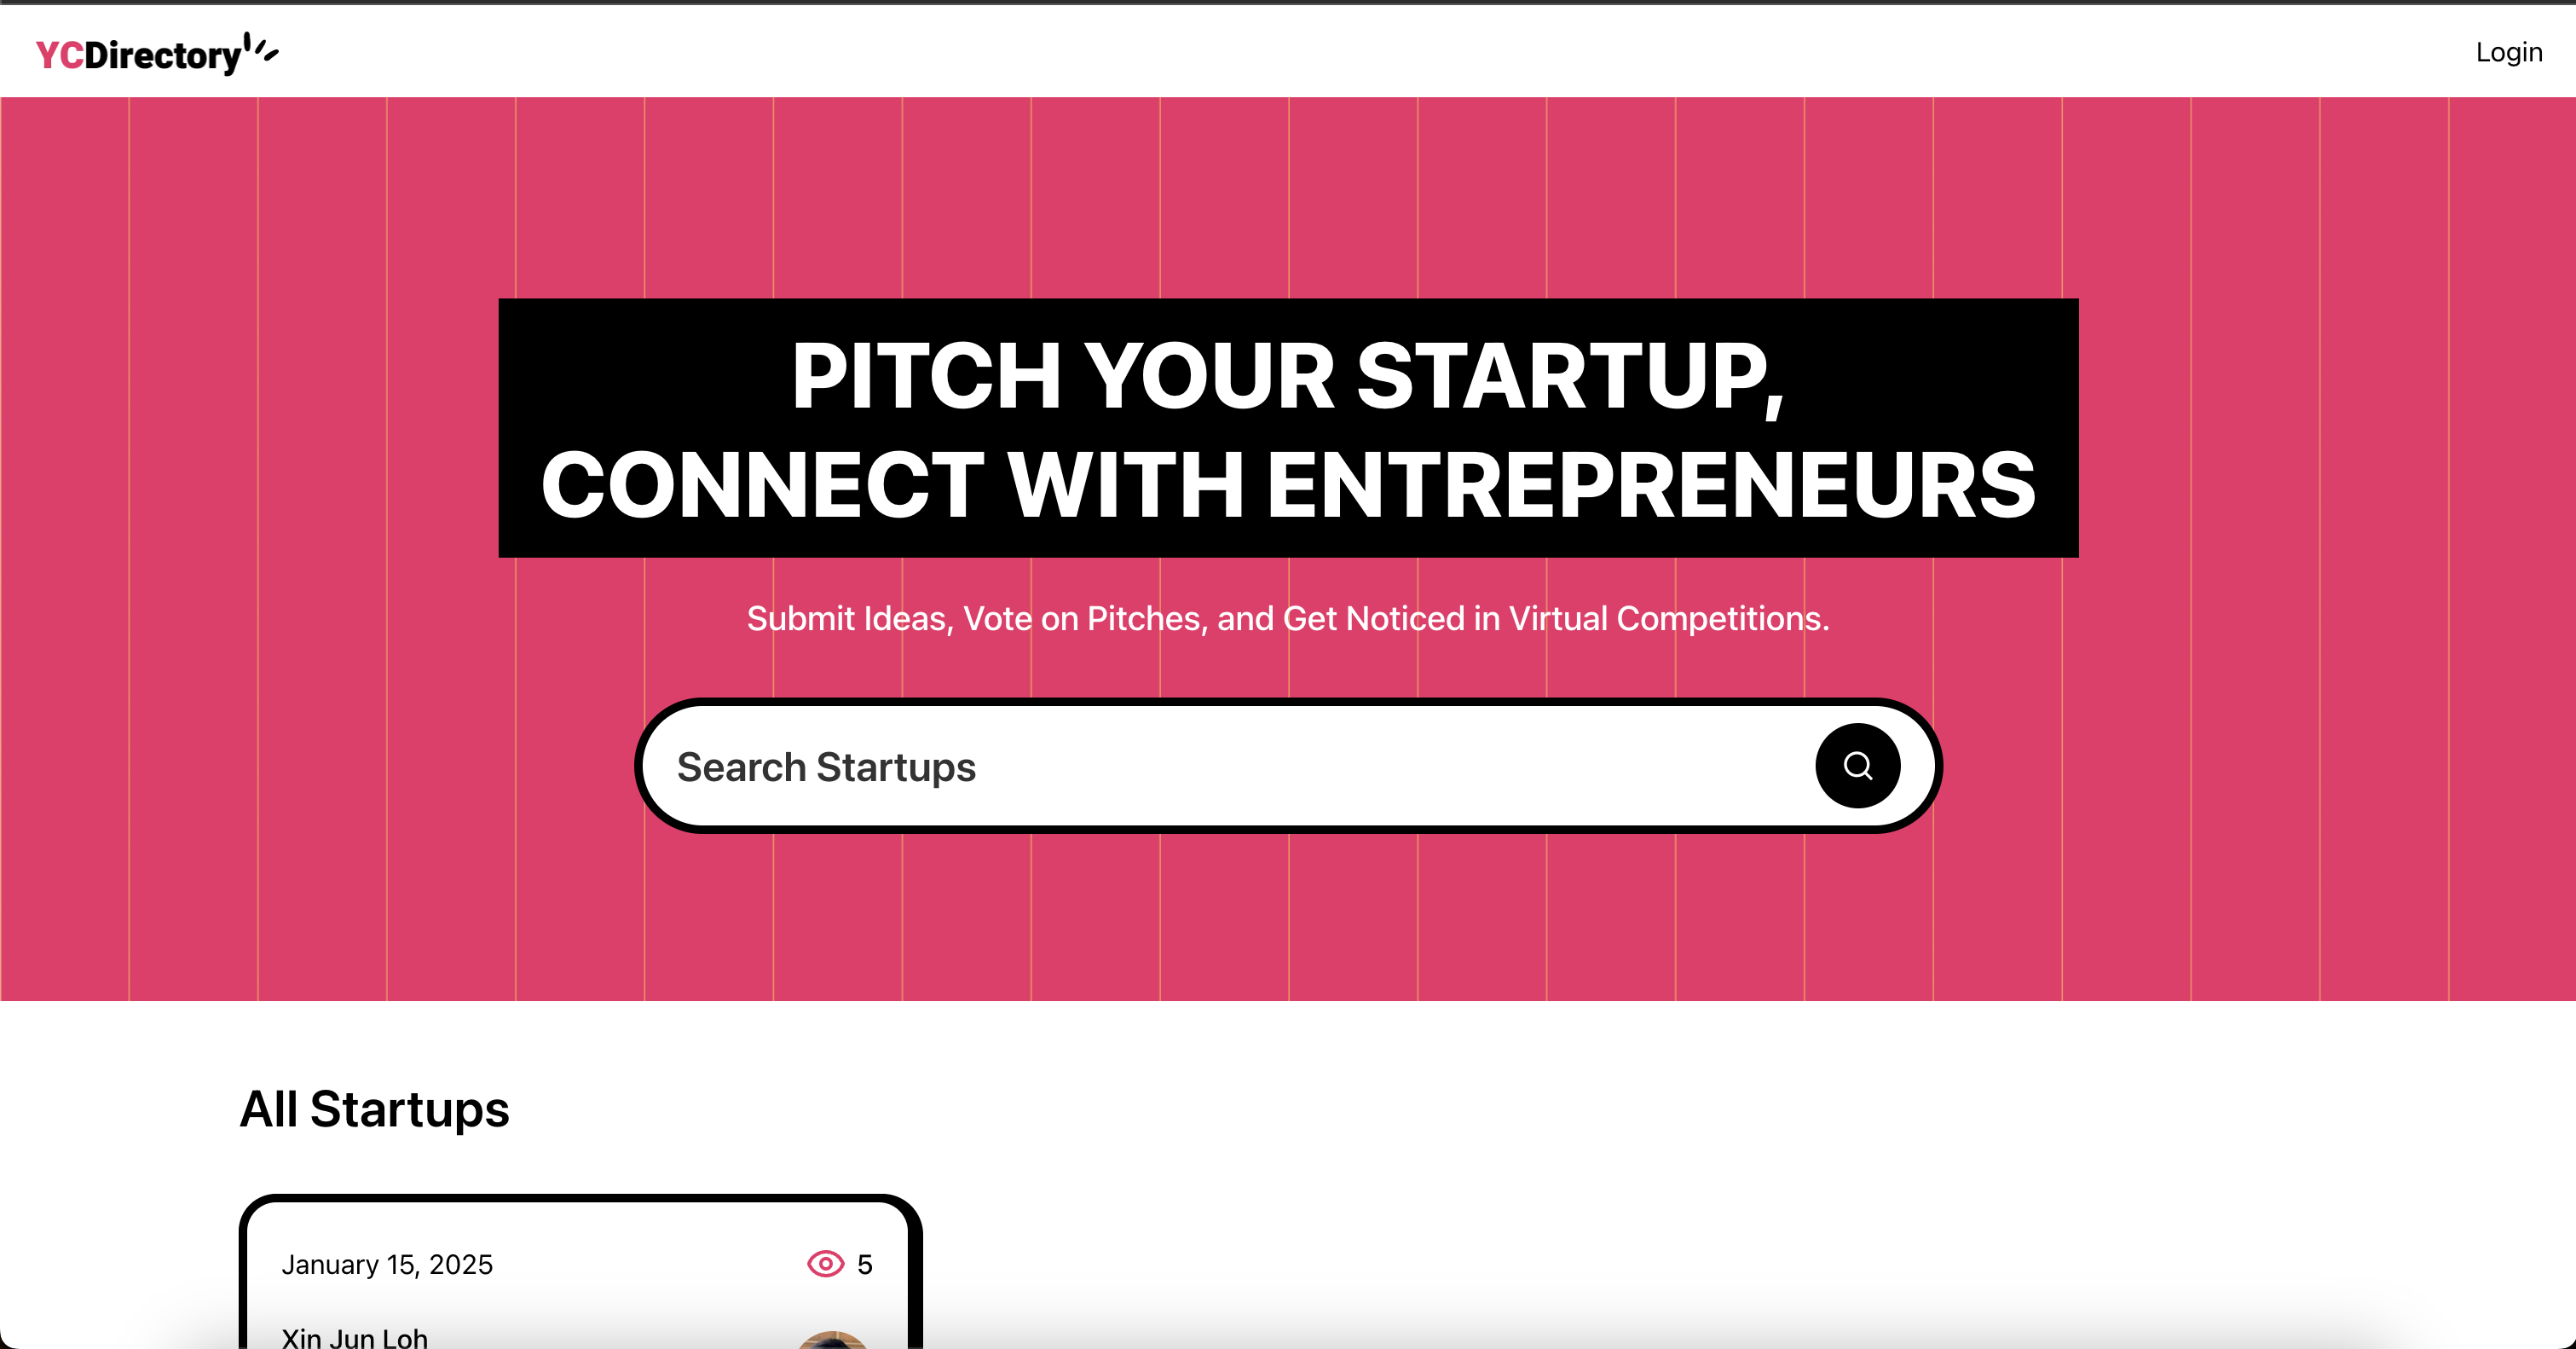 YCDirectory
Login
PITCH YOUR STARTUP,
CONNECT WITH ENTREPRENEURS
Submit Ideas, Vote on Pitches, and Get Noticed in Virtual Competitions.
Search Startups
All Startups
January 15, 2025
5
Xin Jun Loh